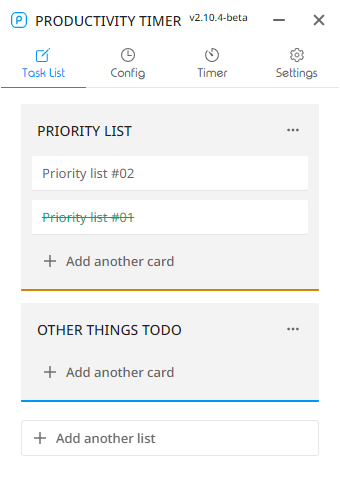 PRODUCTIVITY TIMER v2.10.4-beta
Task List Config Timer Settings
PRIORITY LIST
Priority list #02
Priority list #01
Add another card
OTHER THINGS TODO
Add another card
Add another list